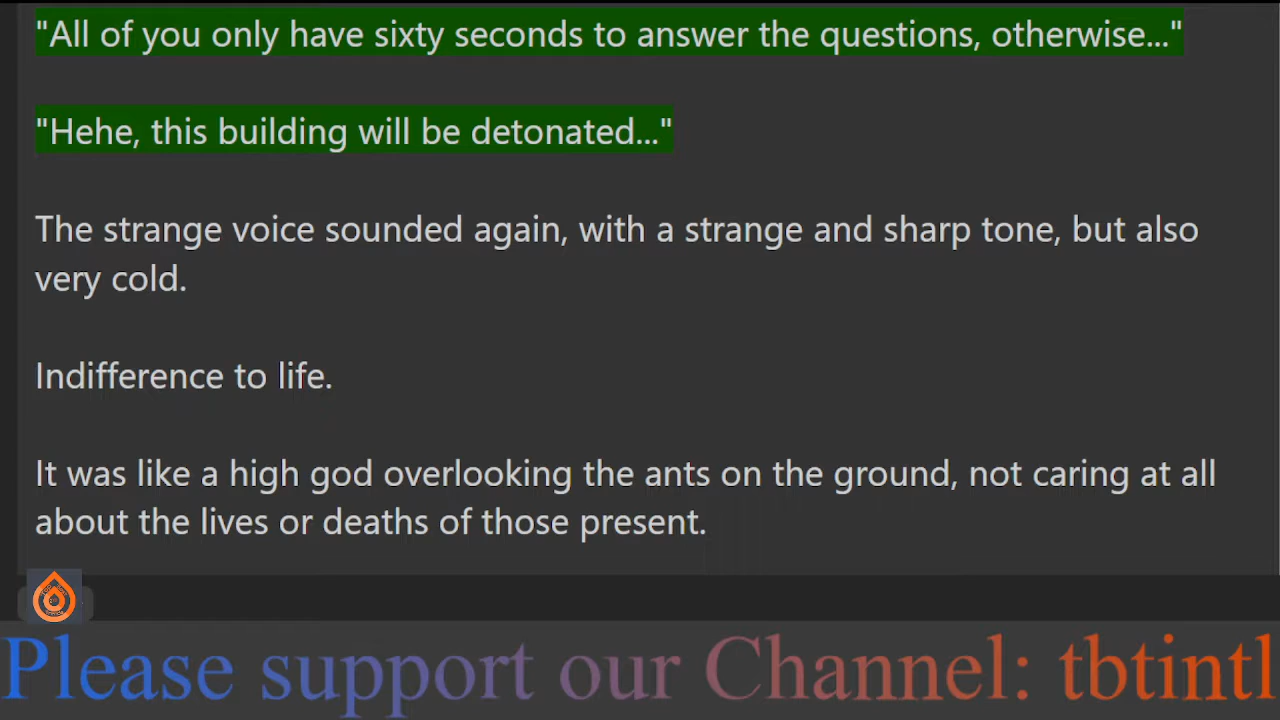 "All of you only have sixty seconds to answer the questions, otherwise..."
"Hehe, this building will be detonated..."
The strange voice sounded again, with a strange and sharp tone, but also
very cold.
Indifference to life.
It was like a high god overlooking the ants on the ground, not caring at all
about the lives or deaths of those present.
Please support our Channel: tbtintl